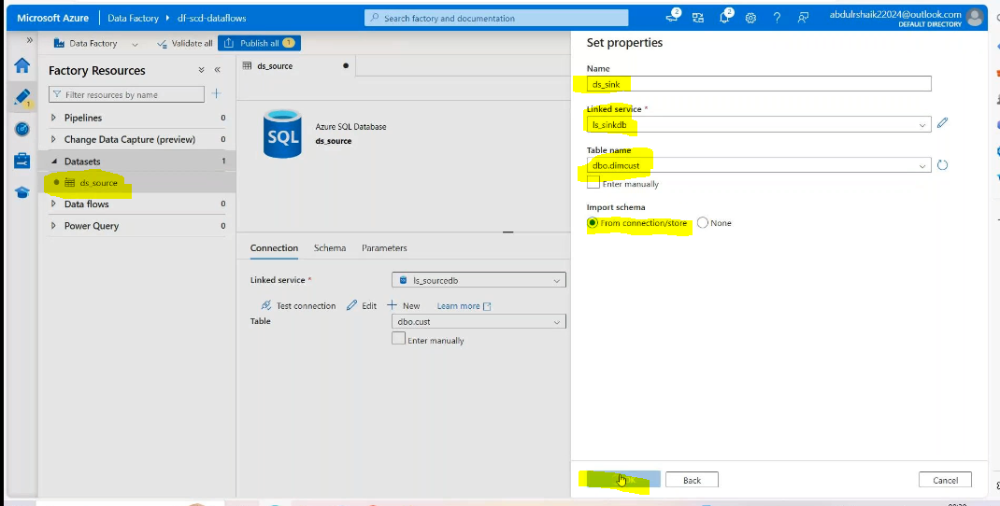 Microsoft Azure
Data Factory
df-scd-dataflows
Search factory and documentation
2
2
abdulrshaik22024@outlook.com
DEFAULT DIRECTORY
Data Factory
Validate all
Publish all 1
Factory Resources
Filter resources by name
Pipelines 0
Change Data Capture (preview) 0
Datasets 1
ds_source
Data flows 0
Power Query 0
1
ds_source
SQL
Azure SQL Database
ds_source
Connection
Schema
Parameters
Linked service *
ls_sourcedb
Test connection
Edit
New
Learn more
Table
dbo.cust
Enter manually
Set properties
Name
ds_sink
Linked service *
ls_sinkdb
Table name
dbo.dimcust
Enter manually
Import schema
From connection/store
None
Back
Cancel